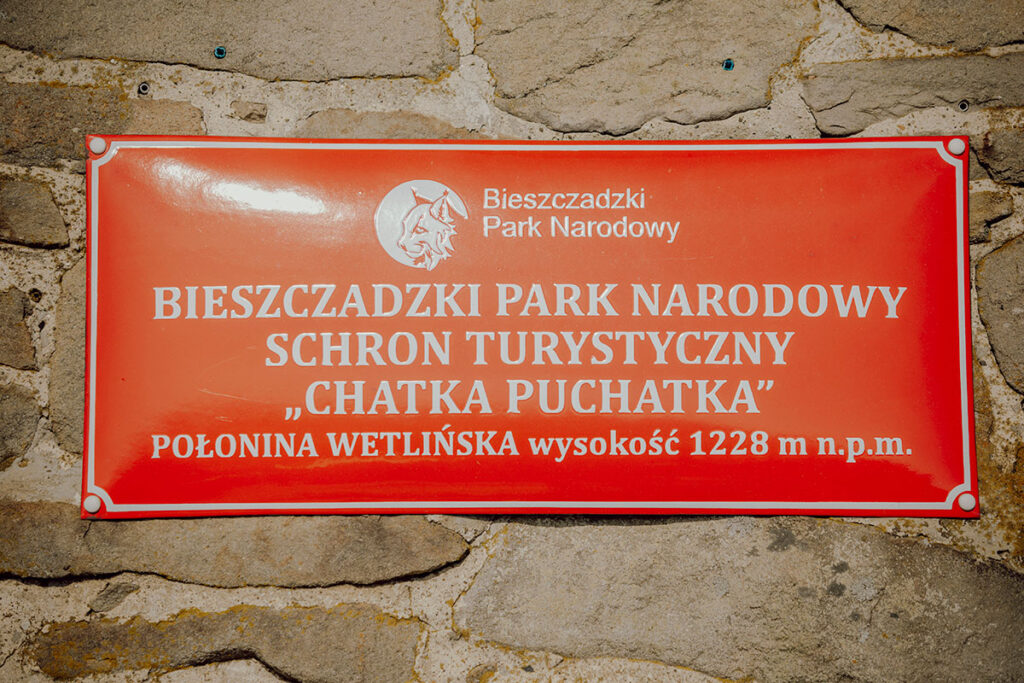 Bieszczadzki
Park Narodowy
BIESZCZADZKI PARK NARODOWY
SCHRON TURYSTYCZNY
„CHATKA PUCHATKA”
POŁONINA WETLIŃSKA wysokość 1228 m n.p.m.